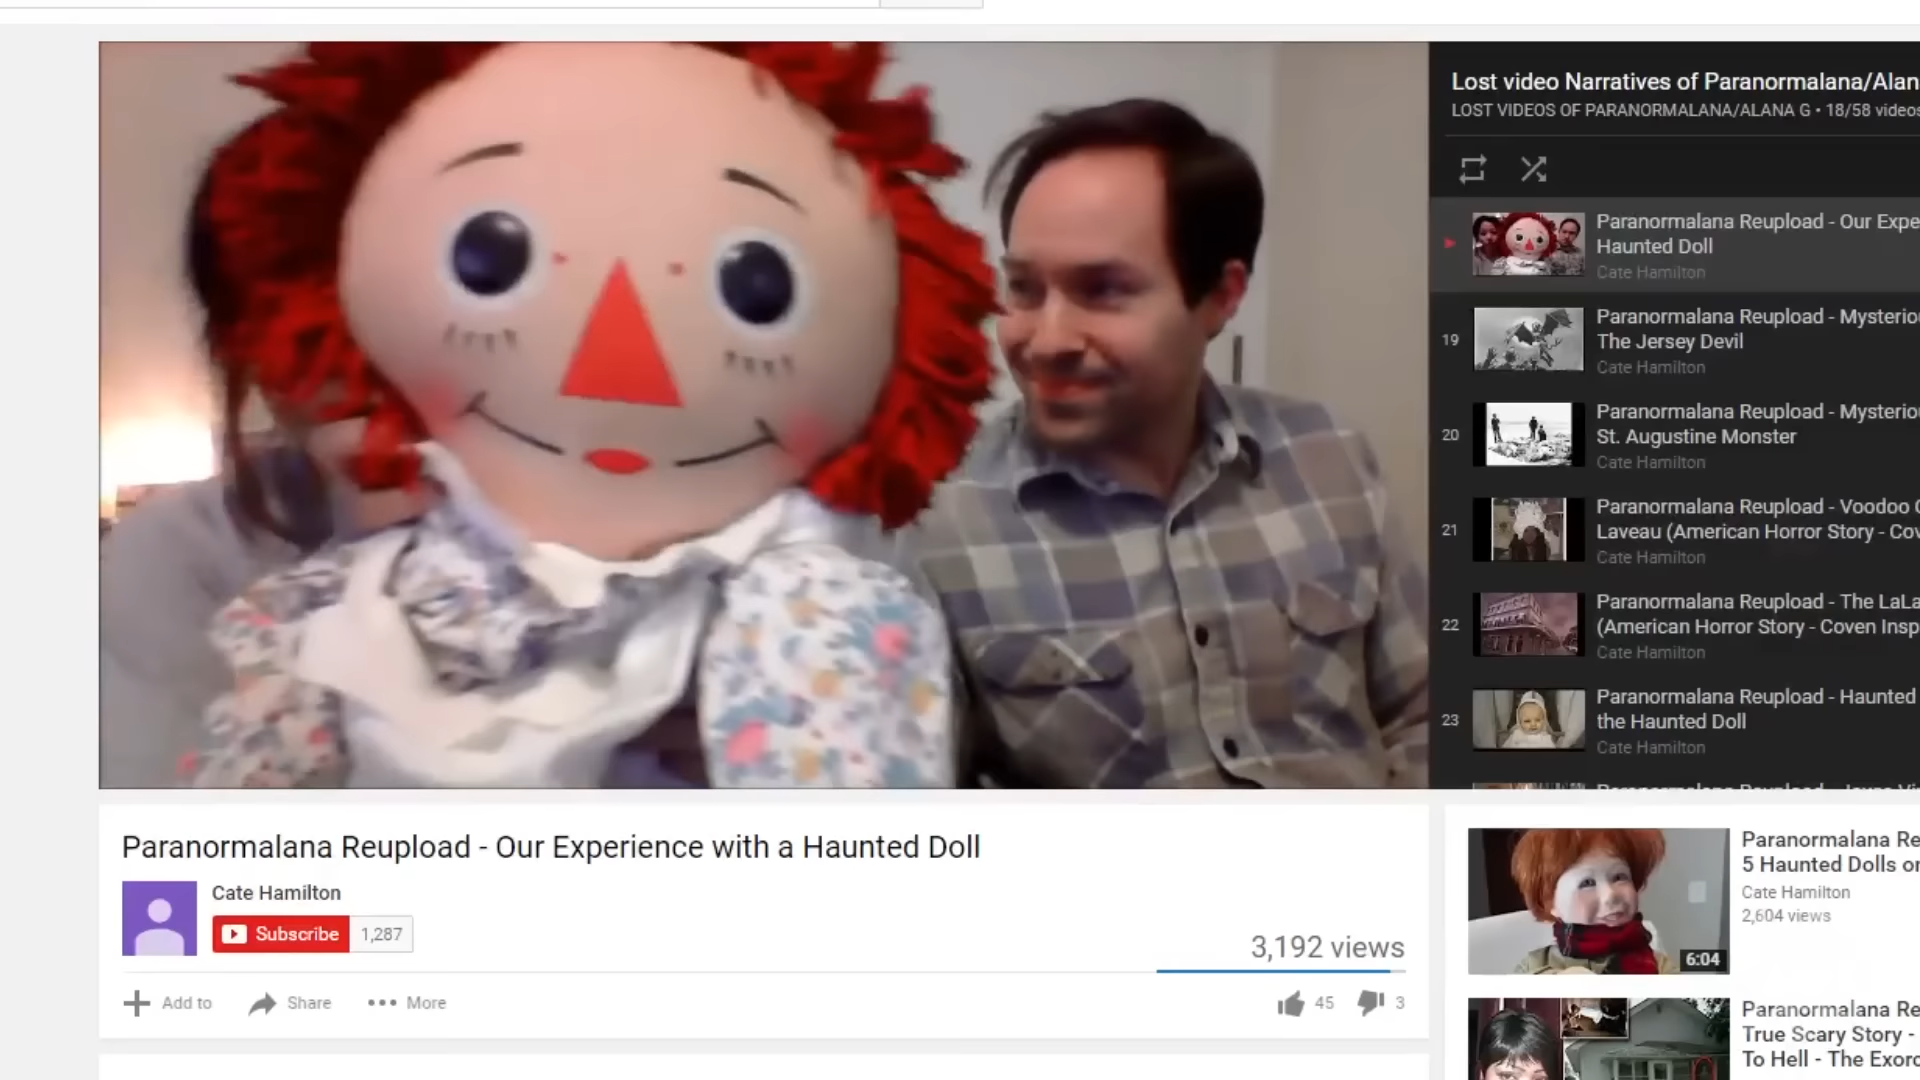 Lost video Narratives of Paranormalana/Alan
LOST VIDEOS OF PARANORMALANA/ALANA G • 18/58 videos
Paranormalana Reupload - Our Expe
Haunted Doll
Cate Hamilton
19
Paranormalana Reupload - Mysterio
The Jersey Devil
Cate Hamilton
20
Paranormalana Reupload - Mysterio
St. Augustine Monster
Cate Hamilton
21
Paranormalana Reupload - Voodoo
Laveau (American Horror Story - Cov
Cate Hamilton
22
Paranormalana Reupload - The LaLa
(American Horror Story - Coven Insp
Cate Hamilton
23
Paranormalana Reupload - Haunted
the Haunted Doll
Cate Hamilton
Paranormalana Reupload - Our Experience with a Haunted Doll
Cate Hamilton
Subscribe 1,287
3,192 views
Add to Share More
45 3
6:04
Paranormalana Re
5 Haunted Dolls on
Cate Hamilton
2,604 views
Paranormalana Re
True Scary Story -
To Hell - The Exorc